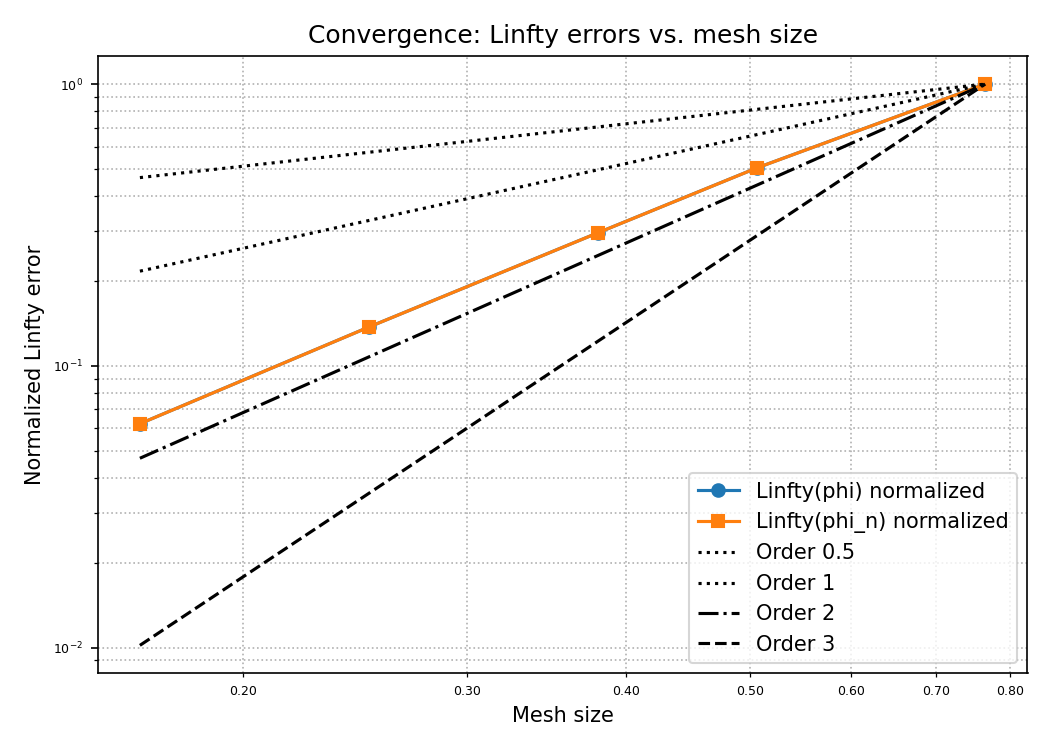 Convergence: Linfty errors vs. mesh size
Normalized Linfty error
10⁰
10⁻¹
10⁻²
Linfty(phi) normalized
Linfty(phi_n) normalized
Order 0.5
Order 1
Order 2
Order 3
0.20 0.30 0.40 0.50 0.60 0.70 0.80
Mesh size